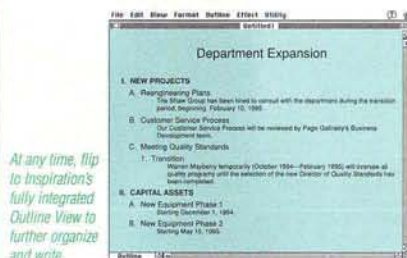 File Edit View Format Outline Effect Utility
Untitled1
Department Expansion
I. NEW PROJECTS
A. Reengineering Plans
The Shaw Group has been hired to consult with the department during the transition
period, beginning, February 10, 1995.
B. Customer Service Process
Our Customer Service Process will be reviewed by Page Galinsky's Business
Development team.
C. Meeting Quality Standards
1. Transition
Warren Mayberry temporarily (October 1994—February 1995) will oversee all
quality programs until the selection of the new Director of Quality Standards has
been completed.
II. CAPITAL ASSETS
A. New Equipment Phase 1
Starting December 1, 1994.
B. New Equipment Phase 2
Starting May 15, 1995.
Outline
At any time, flip
to Inspiration's
fully integrated
Outline View to
further organize
and write